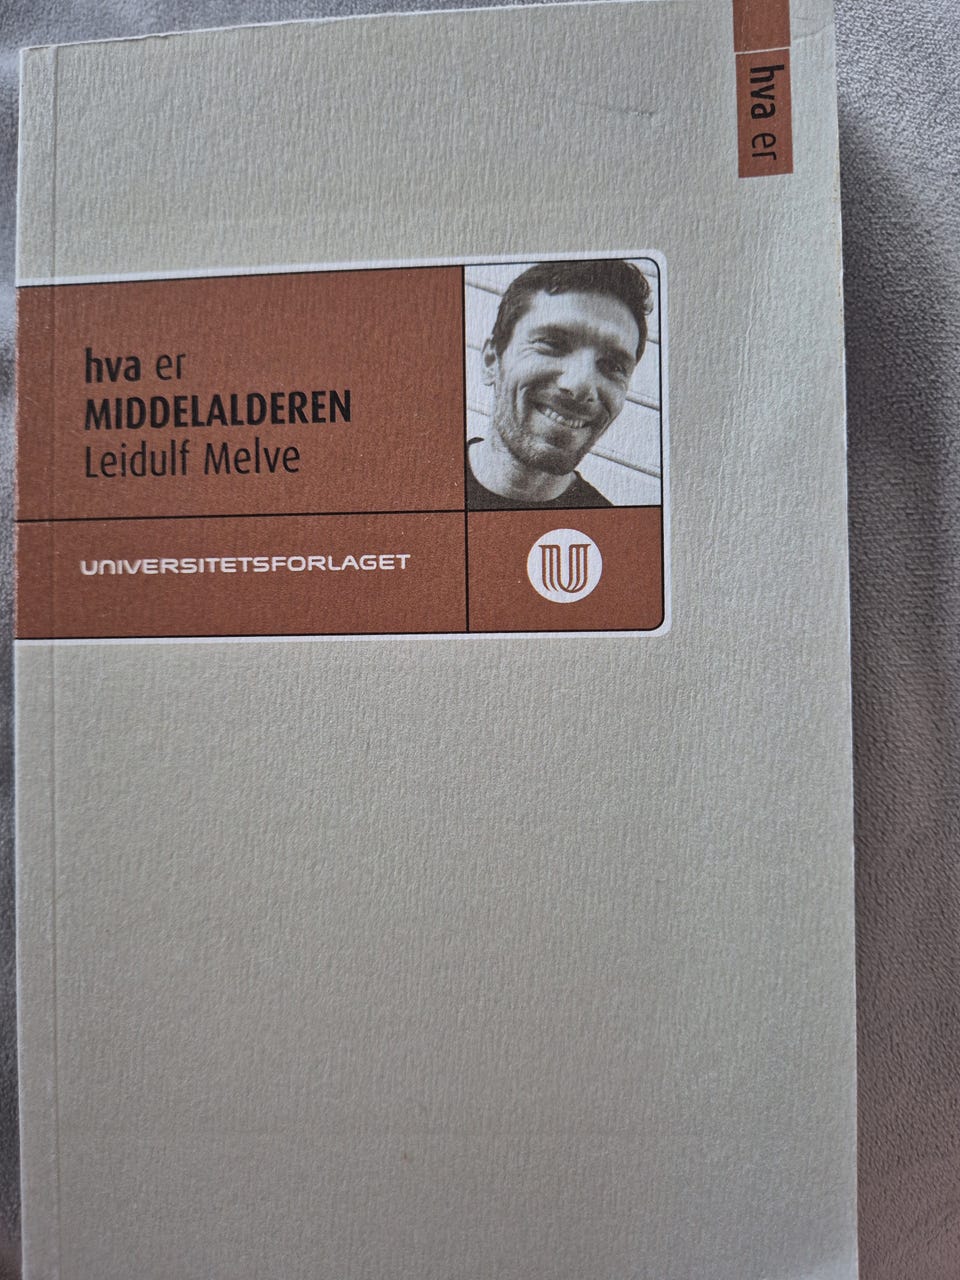 hva er
hva er
MIDDELALDEREN
Leidulf Melve
UNIVERSITETSFORLAGET
U